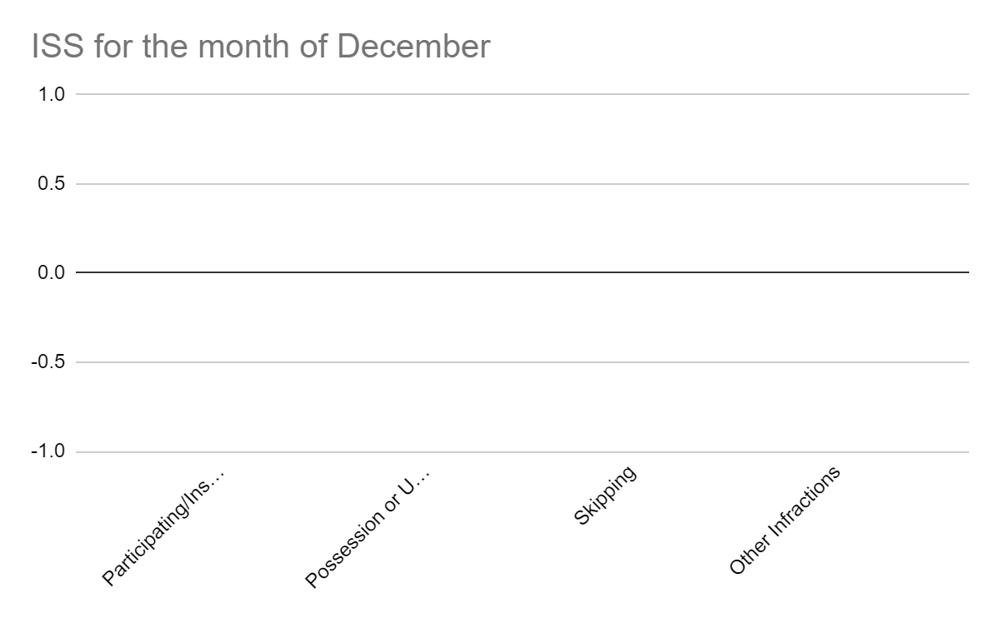 ISS for the month of December
1.0
0.5
0.0
-0.5
-1.0
Participating/Ins…
Possession or U…
Skipping
Other Infractions